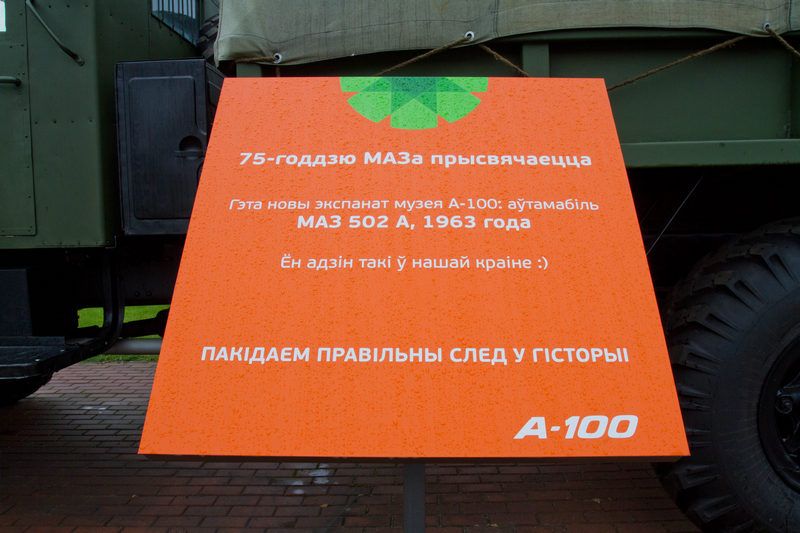 75-годдзю МАЗа прысвячаецца
Гэта новы экспанат музея А-100: аўтамабіль
МАЗ 502 А, 1963 года
Ён адзін такі ў нашай краіне :)
ПАКІДАЕМ ПРАВІЛЬНЫ СЛЕД У ГІСТОРЫІ
А-100